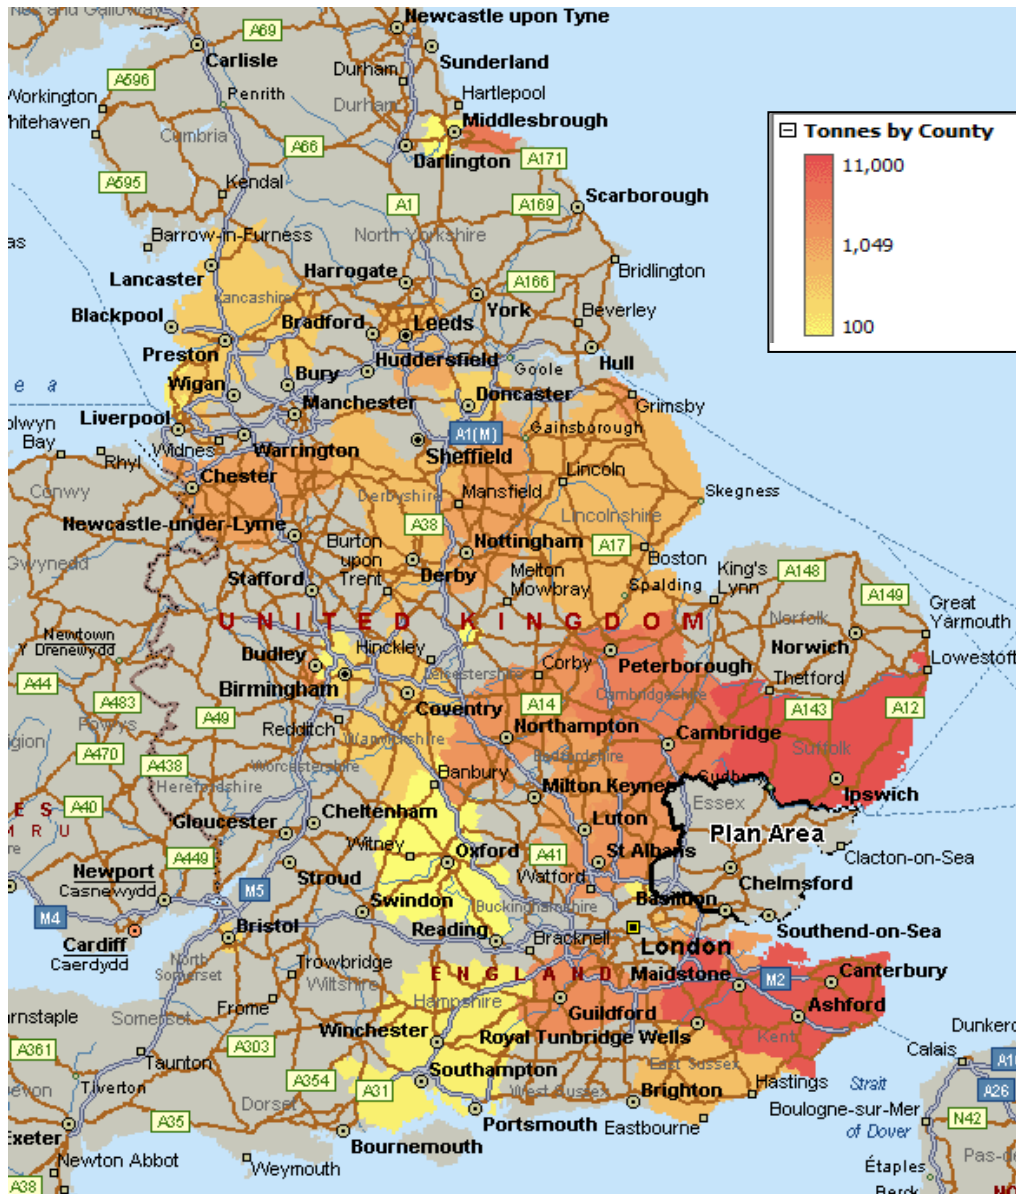 Newcastle upon Tyne
A69
Carlisle
Sunderland
Durham
A596
Penrith
Hartlepool
Workington
Durham
Middlesbrough
Cumbria
A66
Darlington
A171
Tonnes by County
11,000
1,049
100
A595
Kendal
A1
A169
Scarborough
Barrow-in-Furness
North Yorkshire
Lancaster
Harrogate
Bridlington
A166
Lancashire
York
Beverley
Blackpool
Bradford
Leeds
Preston
Huddersfield
Goole
Hull
e a
Wigan
Bury
Doncaster
Grimsby
Liverpool
Manchester
A1(M)
Gainsborough
Bay
Rhyl
Widnes
Warrington
Sheffield
Lincoln
Chester
Conwy
Derbyshire
Mansfield
Skegness
Newcastle-under-Lyme
A38
Lincolnshire
Gwynedd
Burton
upon
Trent
Nottingham
A17
Boston
Derby
Stafford
Melton
Mowbray
Spalding
King's
Lynn
A148
A149
Norfolk
Great
Yarmouth
UNITED KINGDOM
Newtown
Y Drenewydd
Hinckley
Norwich
Dudley
Leicestershire
Corby
Peterborough
Lowestoft
A44
Birmingham
Cambridgeshire
Thetford
A483
Powys
A49
Coventry
A14
A143
A12
Redditch
Northampton
Cambridge
Suffolk
A470
Warwickshire
Bedfordshire
A438
Worcestershire
Herefordshire
Banbury
Sudbury
Milton Keynes
Ipswich
A40
Cheltenham
Essex
Gloucester
Luton
Plan Area
A449
Witney
Oxford
A41
St Albans
Clacton-on-Sea
Newport
Casnewydd
M5
Stroud
Watford
Chelmsford
M4
Swindon
Buckinghamshire
Basildon
Bristol
Reading
Southend-on-Sea
Cardiff
Caerdydd
Bracknell
London
North
Somerset
Trowbridge
ENGLAND
Maidstone
M2
Canterbury
Wiltshire
Hampshire
Frome
Guildford
Ashford
Somerset
Winchester
Royal Tunbridge Wells
Kent
A361
A303
Taunton
Calais
Southampton
West Sussex
East Sussex
Tiverton
A354
A31
Brighton
Hastings
Strait
of Dover
A26
Dorset
Boulogne-sur-Mer
A35
Portsmouth
Eastbourne
N42
Exeter
Bournemouth
Newton Abbot
Weymouth
Étaples
A38